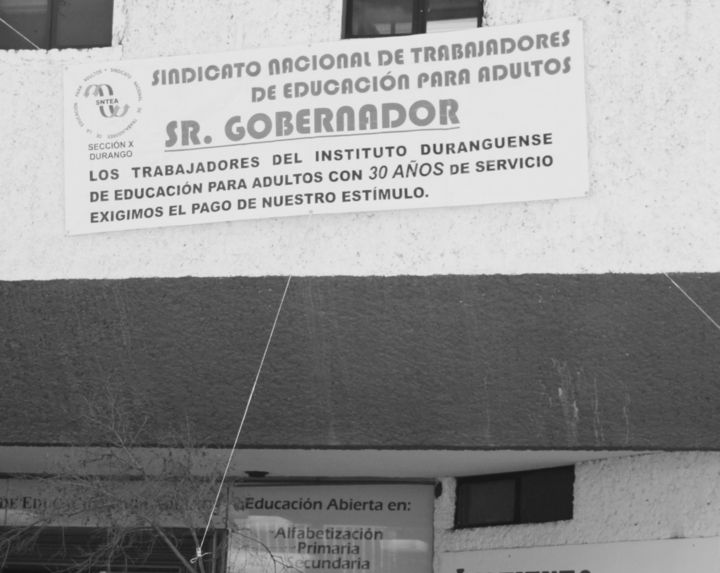 SINDICATO NACIONAL DE TRABAJADORES
DE EDUCACIÓN PARA ADULTOS
SNTEA
SECCIÓN X
DURANGO
SR. GOBERNADOR
LOS TRABAJADORES DEL INSTITUTO DURANGUENSE
DE EDUCACIÓN PARA ADULTOS CON 30 AÑOS DE SERVICIO
EXIGIMOS EL PAGO DE NUESTRO ESTÍMULO.
Educación Abierta en:
Alfabetización
Primaria
Secundaria